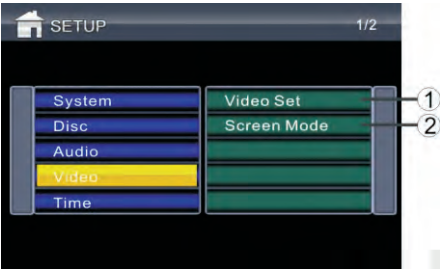 SETUP 1/2
System Video Set 1
Disc Screen Mode 2
Audio
Video
Time